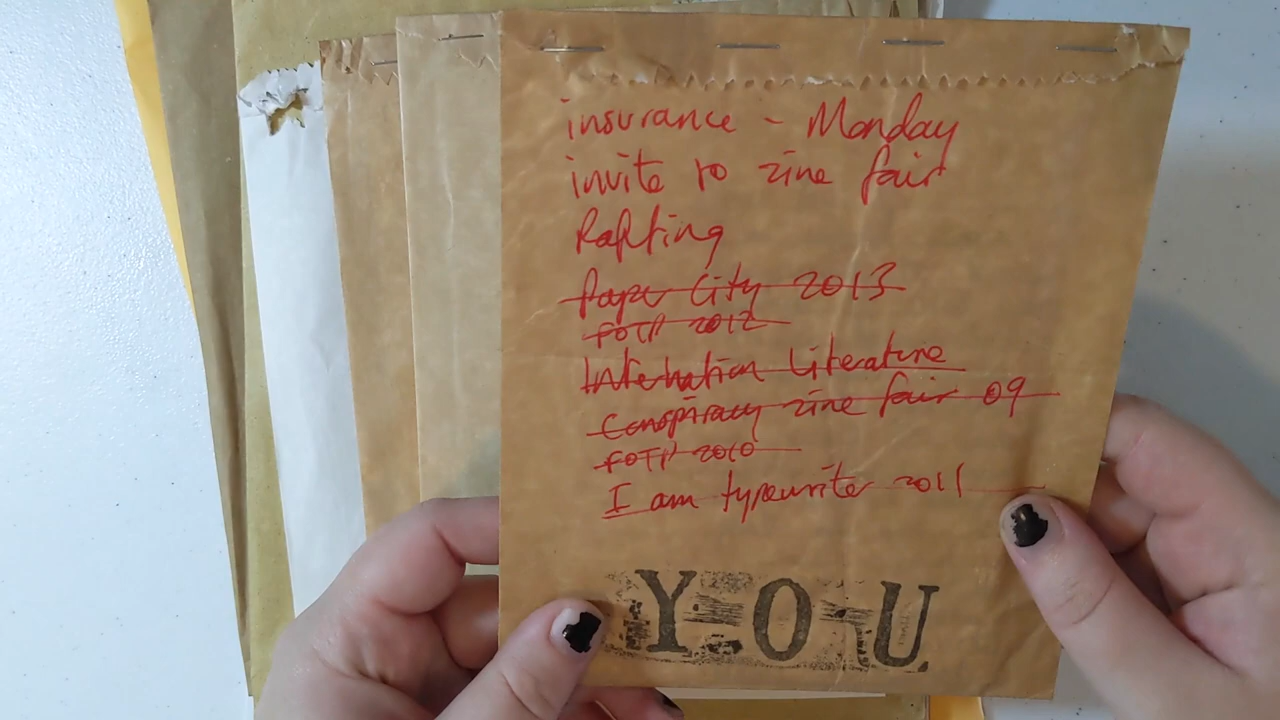 insurance - Monday
invite to zine fair
Rafting
Paper City 2013
FOTP 2012
Internation Literature
Conspiracy zine fair 09
FOTP 2010
I am typewriter 2011
YOU